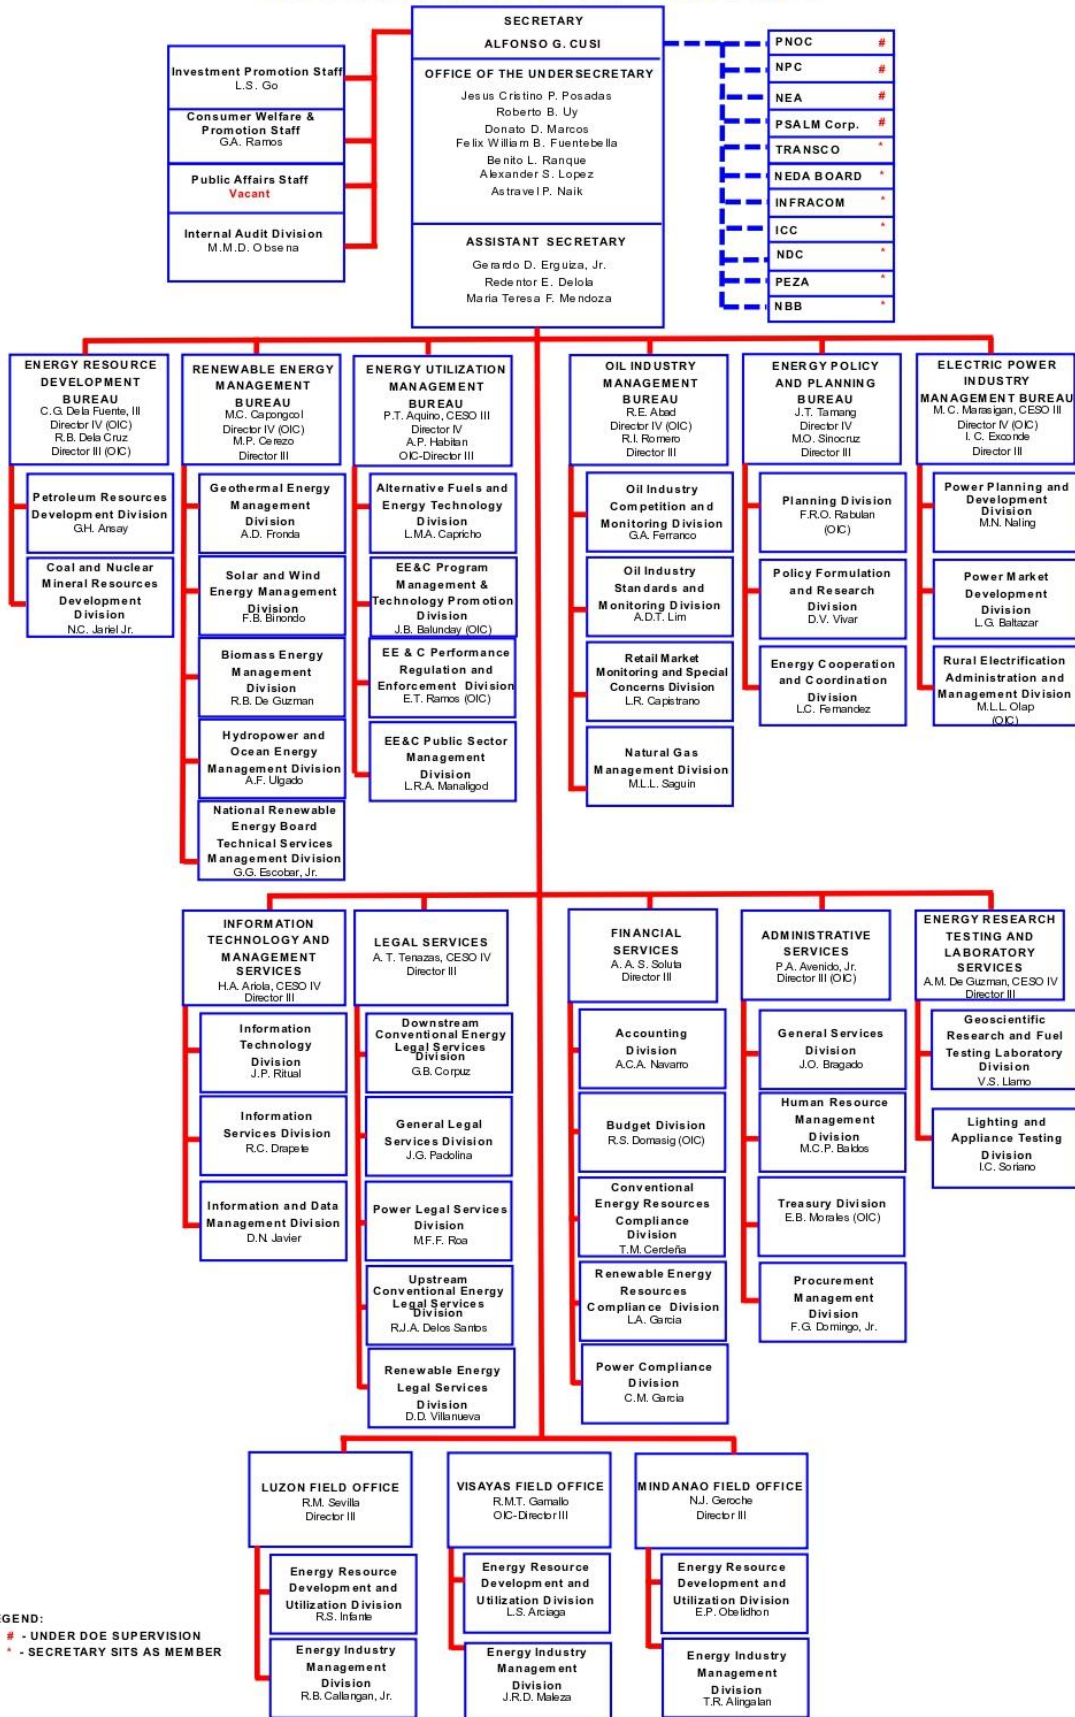 SECRETARY
ALFONSO G. CUSI
OFFICE OF THE UNDERSECRETARY
Jesus Cristino P. Posadas
Roberto B. Uy
Donato D. Marcos
Felix William B. Fuentebella
Benito L. Ranque
Alexander S. Lopez
Astravel P. Naik
ASSISTANT SECRETARY
Gerardo D. Erguiza, Jr.
Redentor E. Delola
Maria Teresa F. Mendoza
Investment Promotion Staff
L.S. Go
Consumer Welfare &
Promotion Staff
G.A. Ramos
Public Affairs Staff
Vacant
Internal Audit Division
M.M.D. Obsena
PNOC #
NPC #
NEA #
PSALM Corp. #
TRANSCO *
NEDA BOARD *
INFRACOM *
ICC *
NDC *
PEZA *
NBB *
ENERGY RESOURCE
DEVELOPMENT
BUREAU
C.G. Dela Fuente, III
Director IV (OIC)
R.B. Dela Cruz
Director III (OIC)
Petroleum Resources
Development Division
G.H. Ansay
Coal and Nuclear
Mineral Resources
Development
Division
N.C. Jariel Jr.
RENEWABLE ENERGY
MANAGEMENT
BUREAU
M.C. Capongcol
Director IV (OIC)
M.P. Cerezo
Director III
Geothermal Energy
Management
Division
A.D. Fronda
Solar and Wind
Energy Management
Division
F.B. Binondo
Biomass Energy
Management
Division
R.B. De Guzman
Hydropower and
Ocean Energy
Management Division
A.F. Ulgado
National Renewable
Energy Board
Technical Services
Management Division
G.G. Escobar, Jr.
ENERGY UTILIZATION
MANAGEMENT
BUREAU
P.T. Aquino, CESO III
Director IV
A.P. Habitan
OIC-Director III
Alternative Fuels and
Energy Technology
Division
L.M.A. Capricho
EE&C Program
Management &
Technology Promotion
Division
J.B. Balunday (OIC)
EE & C Performance
Regulation and
Enforcement Division
E.T. Ramos (OIC)
EE&C Public Sector
Management
Division
L.R.A. Manaligod
OIL INDUSTRY
MANAGEMENT
BUREAU
R.E. Abad
Director IV (OIC)
R.I. Romero
Director III
Oil Industry
Competition and
Monitoring Division
G.A. Ferranco
Oil Industry
Standards and
Monitoring Division
A.D.T. Lim
Retail Market
Monitoring and Special
Concerns Division
L.R. Capistrano
Natural Gas
Management Division
M.L.L. Saguin
ENERGY POLICY
AND PLANNING
BUREAU
J.T. Tamang
Director IV
M.O. Sinocruz
Director III
Planning Division
F.R.O. Rabulan
(OIC)
Policy Formulation
and Research
Division
D.V. Vivar
Energy Cooperation
and Coordination
Division
L.C. Fernandez
ELECTRIC POWER
INDUSTRY
MANAGEMENT BUREAU
M. C. Marasigan, CESO III
Director IV (OIC)
I. C. Exconde
Director III
Power Planning and
Development
Division
M.N. Naling
Power Market
Development
Division
L.G. Baltazar
Rural Electrification
Administration and
Management Division
M.L.L. Olap
(OIC)
INFORMATION
TECHNOLOGY AND
MANAGEMENT
SERVICES
H.A. Ariola, CESO IV
Director III
Information
Technology
Division
J.P. Ritual
Information
Services Division
R.C. Drapete
Information and Data
Management Division
D.N. Javier
LEGAL SERVICES
A. T. Tenazas, CESO IV
Director III
Downstream
Conventional Energy
Legal Services
Division
G.B. Corpuz
General Legal
Services Division
J.G. Padolina
Power Legal Services
Division
M.F.F. Roa
Upstream
Conventional Energy
Legal Services
Division
R.J.A. Delos Santos
Renewable Energy
Legal Services
Division
D.D. Villanueva
FINANCIAL
SERVICES
A. A. S. Soluta
Director III
Accounting
Division
A.C.A. Navarro
Budget Division
R.S. Domasig (OIC)
Conventional
Energy Resources
Compliance
Division
T.M. Cerdeña
Renewable Energy
Resources
Compliance Division
L.A. Garcia
Power Compliance
Division
C.M. Garcia
ADMINISTRATIVE
SERVICES
P.A. Avenido, Jr.
Director III (OIC)
General Services
Division
J.O. Bragado
Human Resource
Management
Division
M.C.P. Baldos
Treasury Division
E.B. Morales (OIC)
Procurement
Management
Division
F.G. Domingo, Jr.
ENERGY RESEARCH
TESTING AND
LABORATORY
SERVICES
A.M. De Guzman, CESO IV
Director III
Geoscientific
Research and Fuel
Testing Laboratory
Division
V.S. Llamo
Lighting and
Appliance Testing
Division
I.C. Soriano
LUZON FIELD OFFICE
R.M. Sevilla
Director III
Energy Resource
Development and
Utilization Division
R.S. Infante
Energy Industry
Management
Division
R.B. Callangan, Jr.
VISAYAS FIELD OFFICE
R.M.T. Gamallo
OIC-Director III
Energy Resource
Development and
Utilization Division
L.S. Arciaga
Energy Industry
Management
Division
J.R.D. Maleza
MINDANAO FIELD OFFICE
N.J. Geroche
Director III
Energy Resource
Development and
Utilization Division
E.P. Obelidhon
Energy Industry
Management
Division
T.R. Alingalan
EGEND:
# - UNDER DOE SUPERVISION
* - SECRETARY SITS AS MEMBER